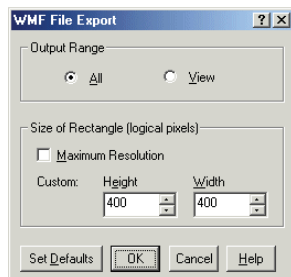 WMF File Export
Output Range
All View
Size of Rectangle (logical pixels)
Maximum Resolution
Custom: Height Width
400 400
Set Defaults OK Cancel Help